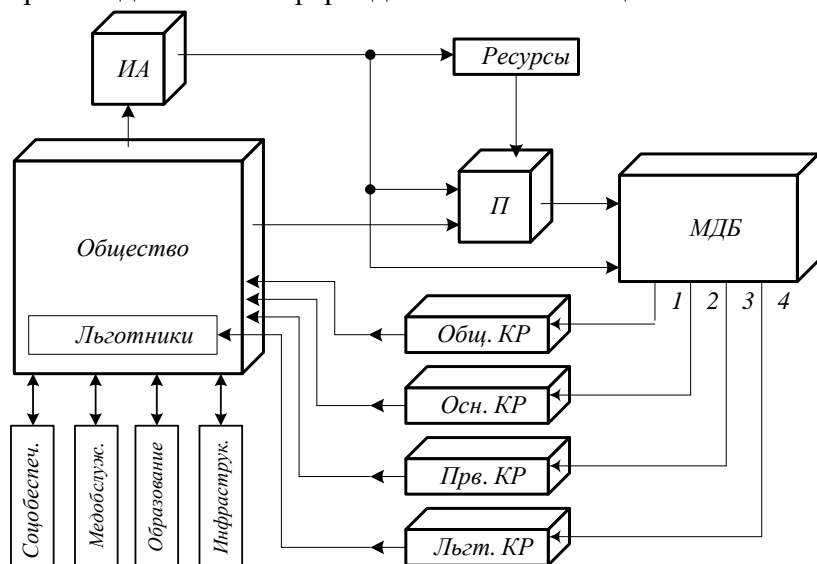 ИА
Ресурсы
П
МДБ
Общество
1 2 3 4
Льготники
Общ. КР
Осн. КР
Прв. КР
Льгт. КР
Соцобеспеч.
Медобслуж.
Образование
Инфраструк.